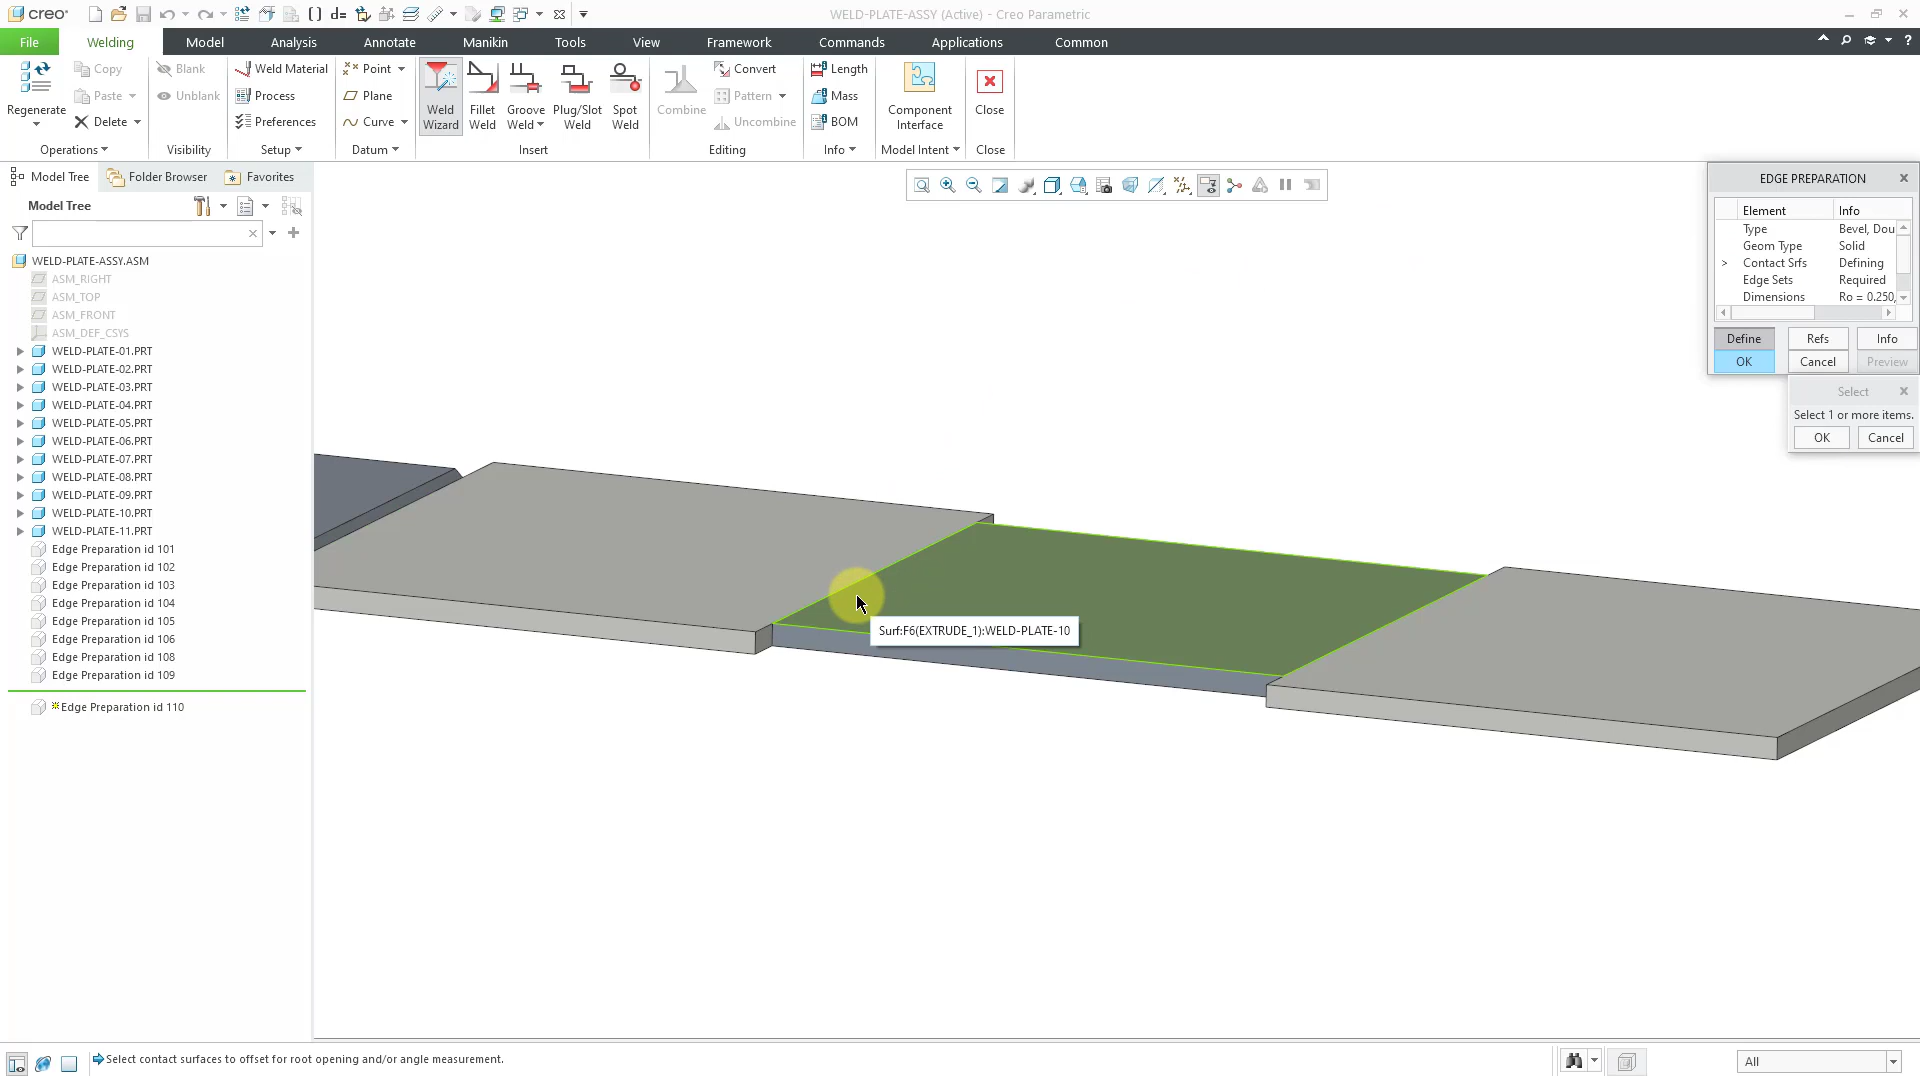 creo
WELD-PLATE-ASSY (Active) - Creo Parametric
File Welding Model Analysis Annotate Manikin Tools View Framework Commands Applications Common
Regenerate
Copy
Paste
Delete
Operations
Blank
Unblank
Visibility
Weld Material
Process
Preferences
Setup
Point
Plane
Curve
Datum
Weld Wizard
Fillet Weld
Groove Weld
Plug/Slot Weld
Spot Weld
Insert
Combine
Convert
Pattern
Uncombine
Editing
Length
Mass
BOM
Info
Component Interface
Model Intent
Close
Close
Model Tree Folder Browser Favorites
Model Tree
WELD-PLATE-ASSY.ASM
ASM_RIGHT
ASM_TOP
ASM_FRONT
ASM_DEF_CSYS
WELD-PLATE-01.PRT
WELD-PLATE-02.PRT
WELD-PLATE-03.PRT
WELD-PLATE-04.PRT
WELD-PLATE-05.PRT
WELD-PLATE-06.PRT
WELD-PLATE-07.PRT
WELD-PLATE-08.PRT
WELD-PLATE-09.PRT
WELD-PLATE-10.PRT
WELD-PLATE-11.PRT
Edge Preparation id 101
Edge Preparation id 102
Edge Preparation id 103
Edge Preparation id 104
Edge Preparation id 105
Edge Preparation id 106
Edge Preparation id 108
Edge Preparation id 109
Edge Preparation id 110
Surf:F6(EXTRUDE_1):WELD-PLATE-10
EDGE PREPARATION
Element Info
Type Bevel, Dou
Geom Type Solid
> Contact Srfs Defining
Edge Sets Required
Dimensions Ro = 0.250,
Define Refs Info
OK Cancel Preview
Select
Select 1 or more items.
OK Cancel
Select contact surfaces to offset for root opening and/or angle measurement.
All